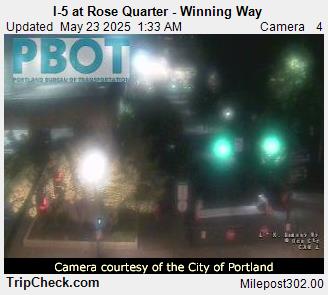 I-5 at Rose Quarter - Winning Way
Updated May 23 2025 1:33 AM Camera 4
PBOT
PORTLAND BUREAU OF TRANSPORTATION
Camera courtesy of the City of Portland
TripCheck.com Milepost302.00